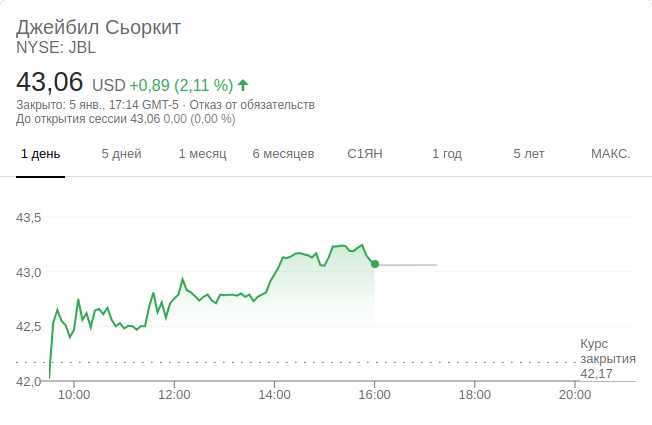 Джейбил Сьоркит
NYSE: JBL
43,06 USD +0,89 (2,11 %)
Закрыто: 5 янв., 17:14 GMT-5 · Отказ от обязательств
До открытия сессии 43,06 0,00 (0,00 %)
1 день 5 дней 1 месяц 6 месяцев С1ЯН 1 год 5 лет МАКС.
43,5
43,0
42,5
Курс
закрытия
42,17
42,0
10:00 12:00 14:00 16:00 18:00 20:00